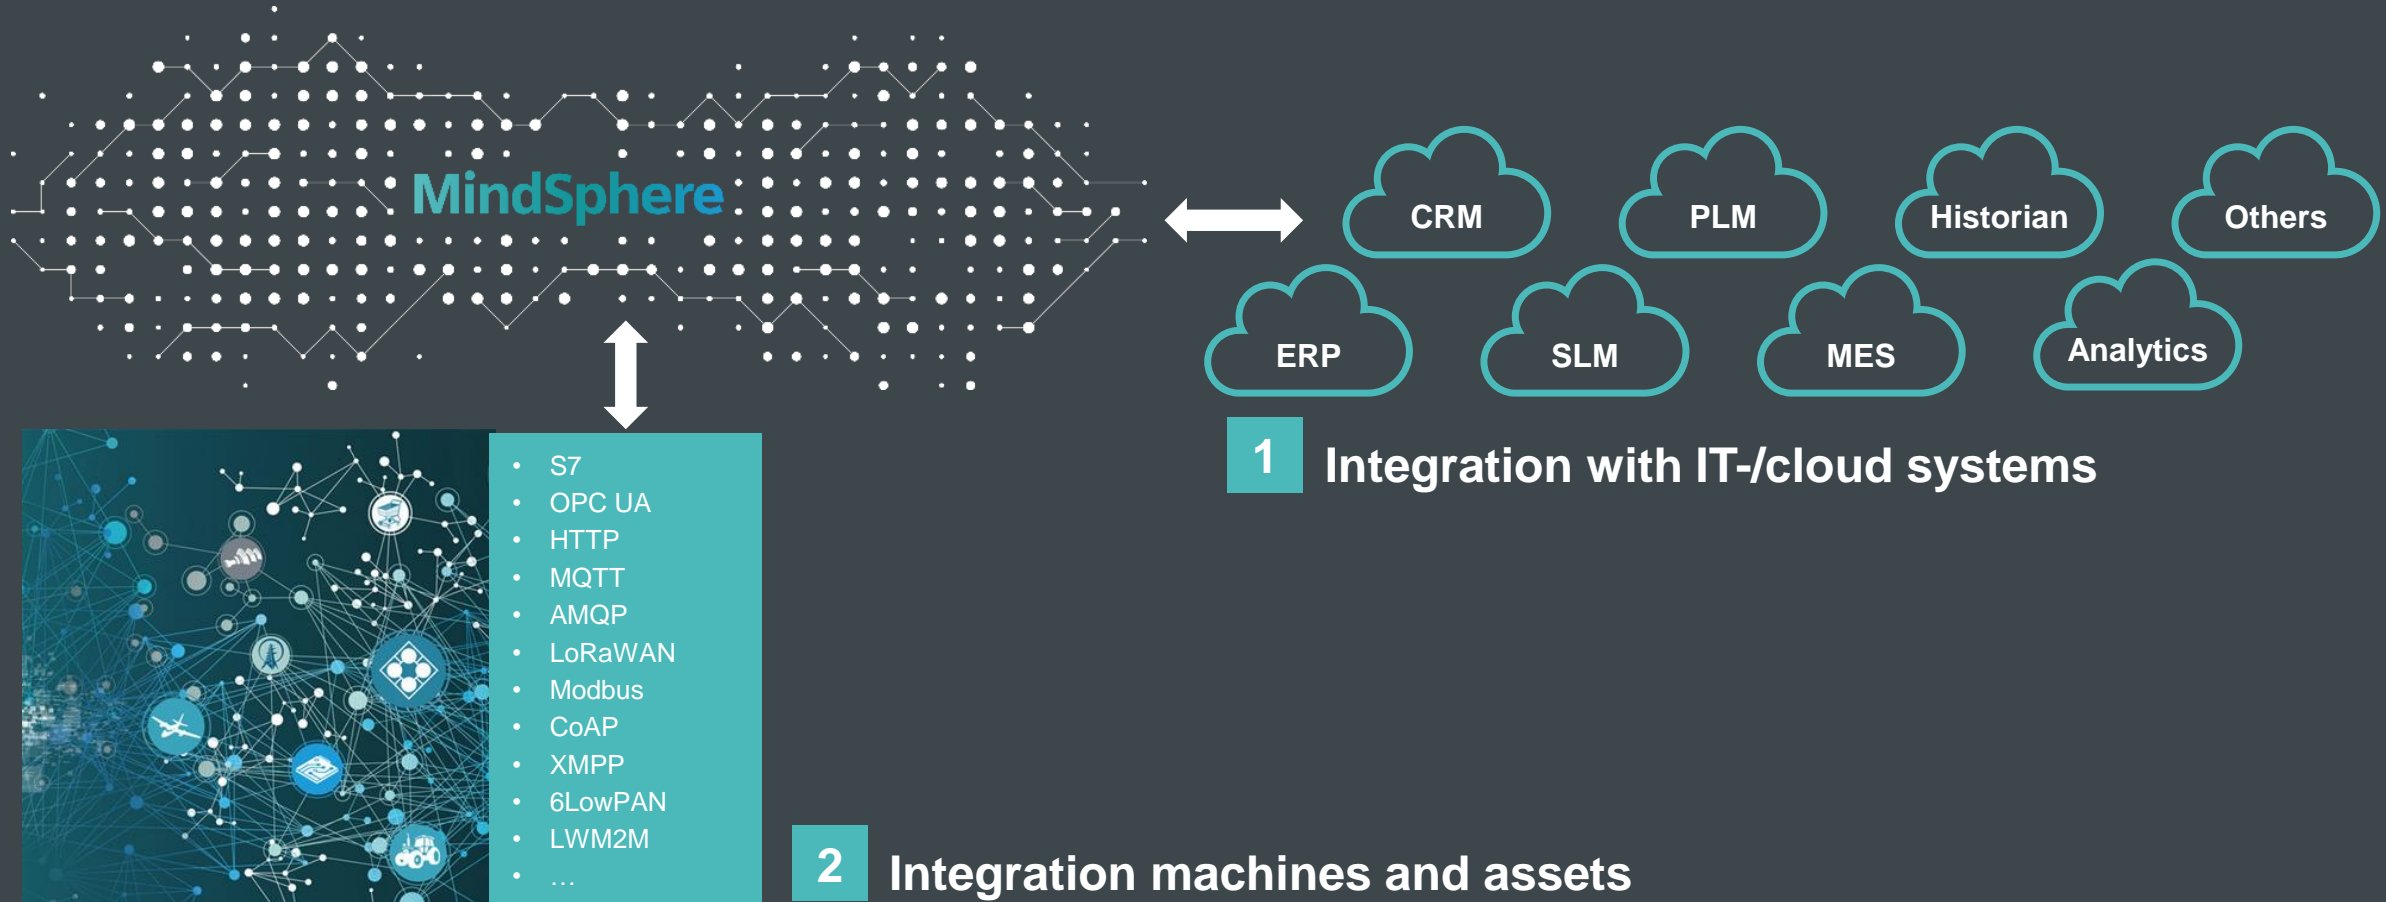 MindSphere
CRM
PLM
Historian
Others
ERP
SLM
MES
Analytics
1
Integration with IT-/cloud systems
• S7
• OPC UA
• HTTP
• MQTT
• AMQP
• LoRaWAN
• Modbus
• CoAP
• XMPP
• 6LowPAN
• LWM2M
• …
2
Integration machines and assets